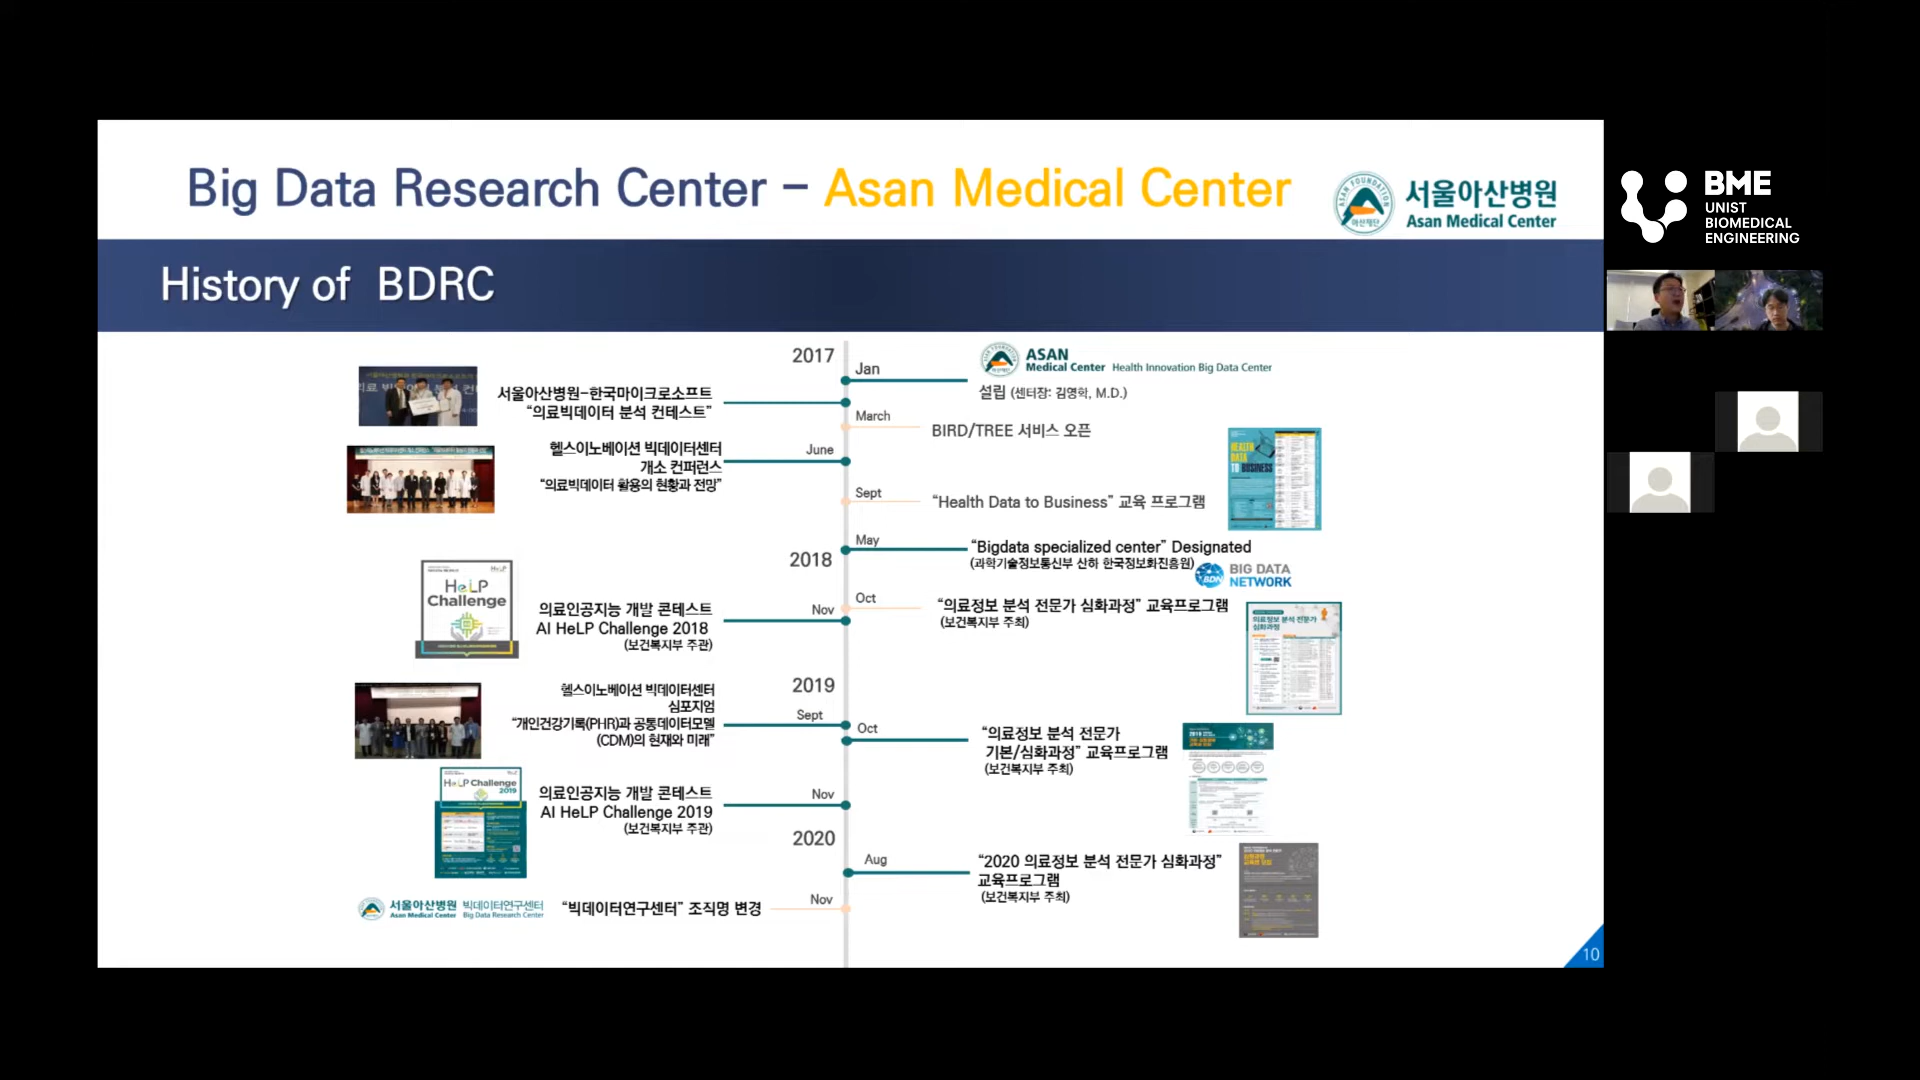 Big Data Research Center – Asan Medical Center
서울아산병원
Asan Medical Center
BME
UNIST
BIOMEDICAL
ENGINEERING
History of BDRC
2017
Jan
ASAN
Medical Center Health Innovation Big Data Center
설립 (센터장: 김영학, M.D.)
서울아산병원-한국마이크로소프트
“의료빅데이터 분석 컨테스트”
March
BIRD/TREE 서비스 오픈
June
헬스이노베이션 빅데이터센터
개소 컨퍼런스
“의료빅데이터 활용의 현황과 전망”
Sept
“Health Data to Business” 교육 프로그램
HEALTH
DATA
TO BUSINESS
2018
May
“Bigdata specialized center” Designated
(과학기술정보통신부 산하 한국정보화진흥원)
BDN
BIG DATA
NETWORK
Oct
“의료정보 분석 전문가 심화과정” 교육프로그램
(보건복지부 주최)
의료정보 분석 전문가
심화과정
HeLP
Challenge
Nov
의료인공지능 개발 콘테스트
AI HeLP Challenge 2018
(보건복지부 주관)
2019
Sept
헬스이노베이션 빅데이터센터
심포지엄
“개인건강기록(PHR)과 공통데이터모델
(CDM)의 현재와 미래”
Oct
“의료정보 분석 전문가
기본/심화과정” 교육프로그램
(보건복지부 주최)
HeLP Challenge
2019
Nov
의료인공지능 개발 콘테스트
AI HeLP Challenge 2019
(보건복지부 주관)
2020
Aug
“2020 의료정보 분석 전문가 심화과정”
교육프로그램
(보건복지부 주최)
Nov
“빅데이터연구센터” 조직명 변경
서울아산병원 빅데이터연구센터
Asan Medical Center Big Data Research Center
10